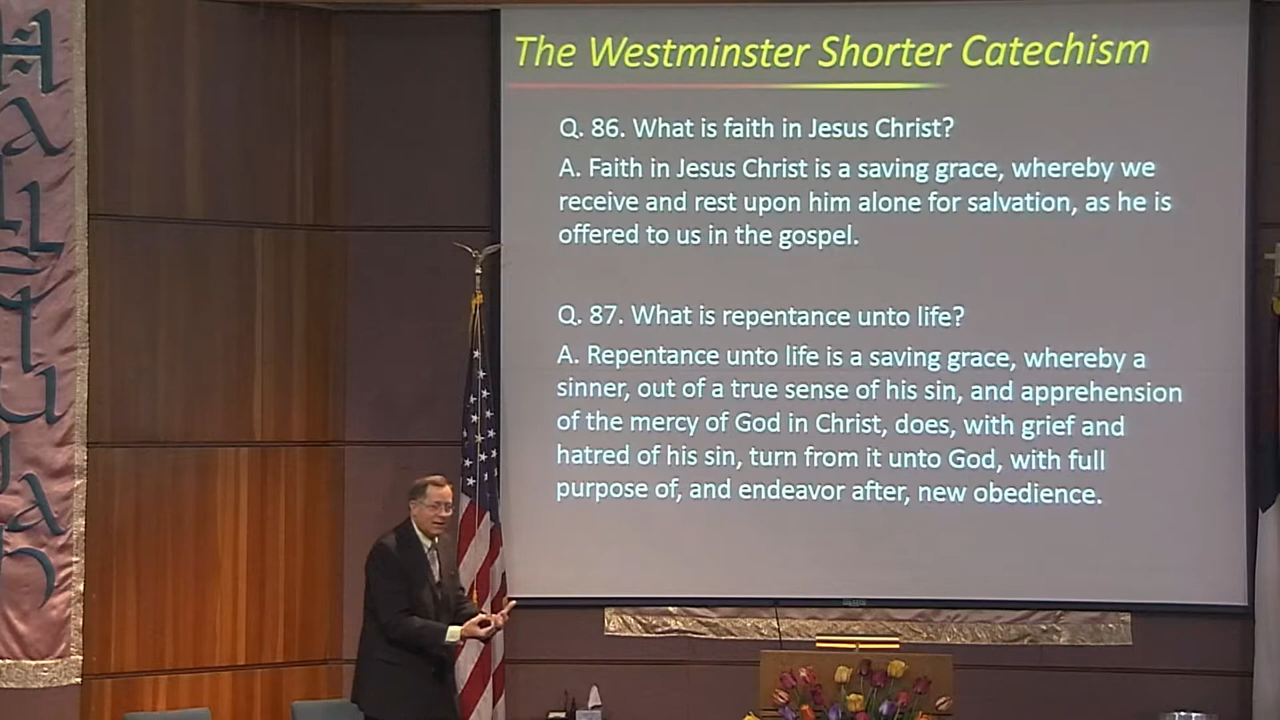 The Westminster Shorter Catechism
Q. 86. What is faith in Jesus Christ?
A. Faith in Jesus Christ is a saving grace, whereby we
receive and rest upon him alone for salvation, as he is
offered to us in the gospel.
Q. 87. What is repentance unto life?
A. Repentance unto life is a saving grace, whereby a
sinner, out of a true sense of his sin, and apprehension
of the mercy of God in Christ, does, with grief and
hatred of his sin, turn from it unto God, with full
purpose of, and endeavor after, new obedience.
Hallelujah